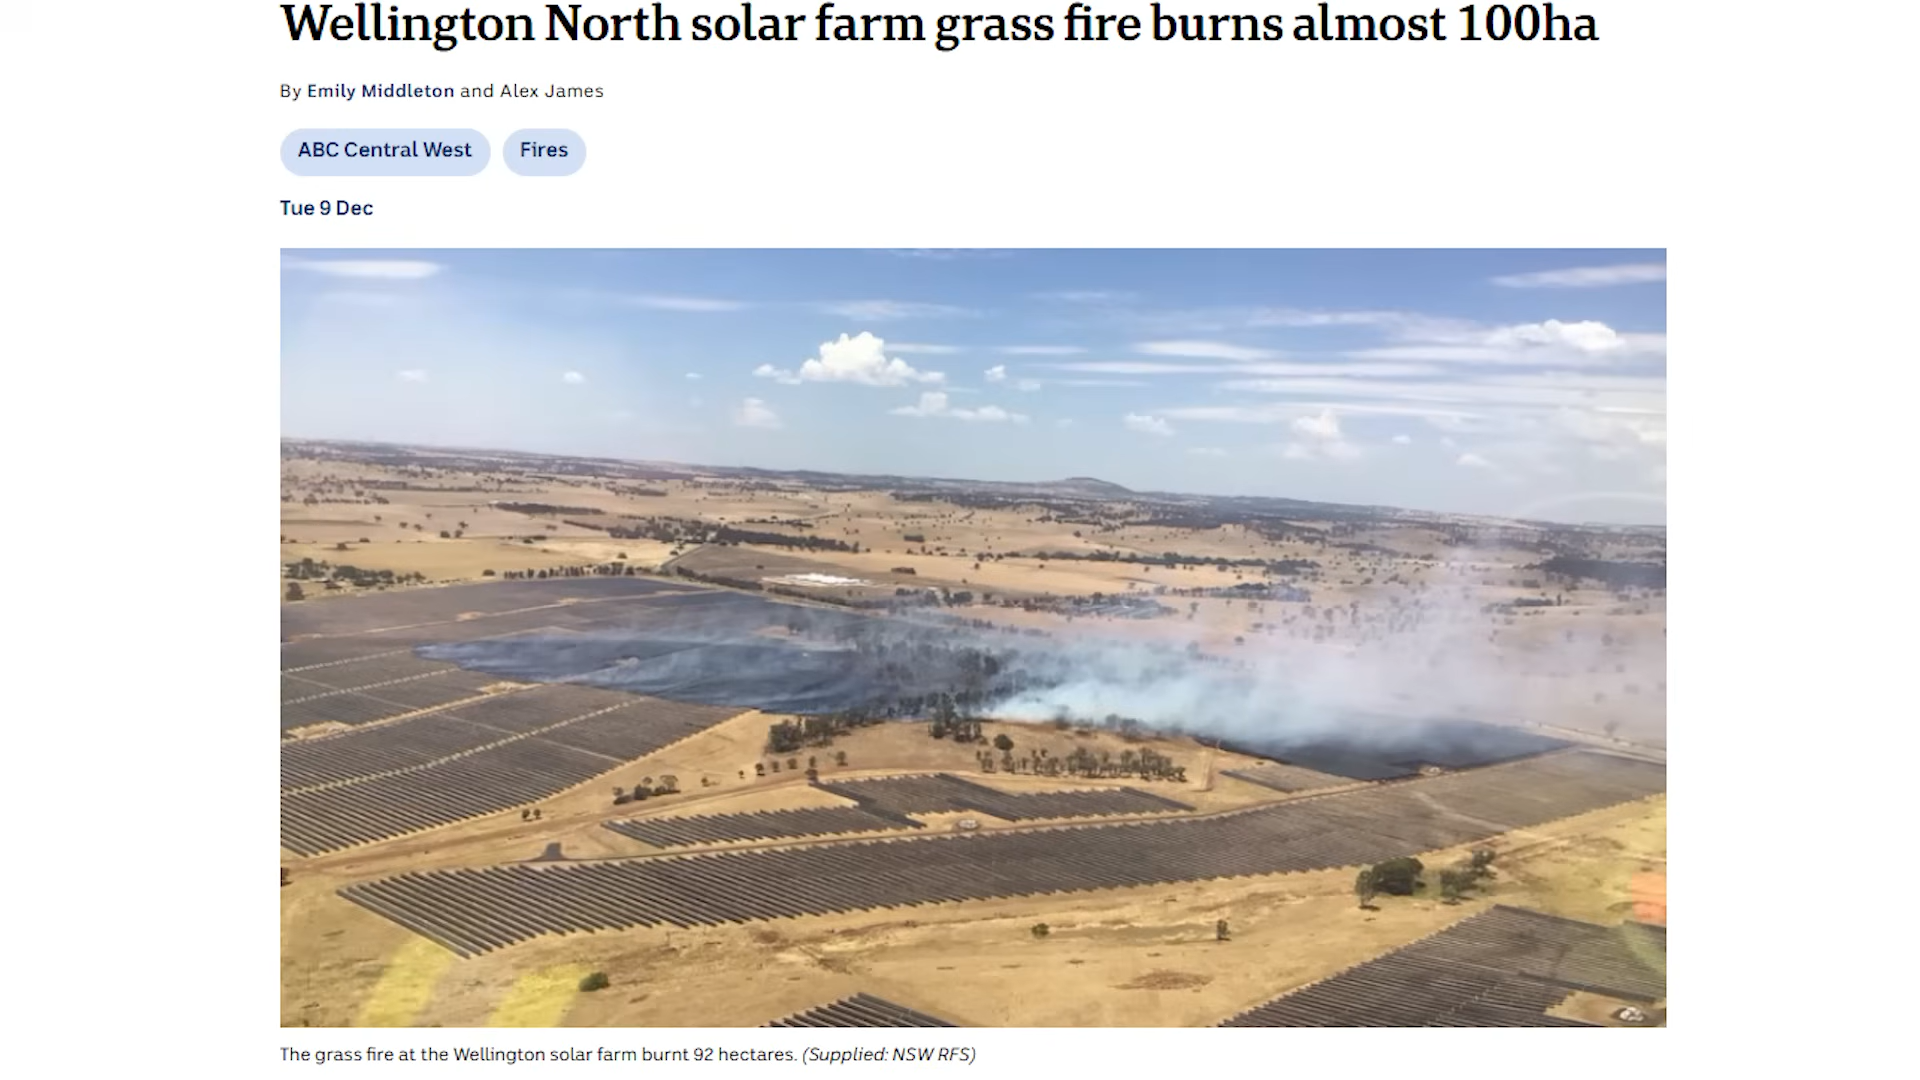 Wellington North solar farm grass fire burns almost 100ha
By Emily Middleton and Alex James
ABC Central West Fires
Tue 9 Dec
The grass fire at the Wellington solar farm burnt 92 hectares. (Supplied: NSW RFS)